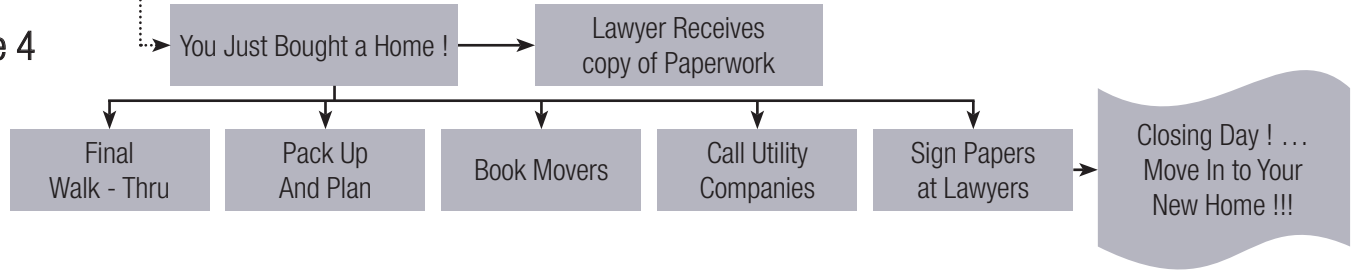 e 4
You Just Bought a Home !
Lawyer Receives
copy of Paperwork
Final
Walk - Thru
Pack Up
And Plan
Book Movers
Call Utility
Companies
Sign Papers
at Lawyers
Closing Day ! …
Move In to Your
New Home !!!